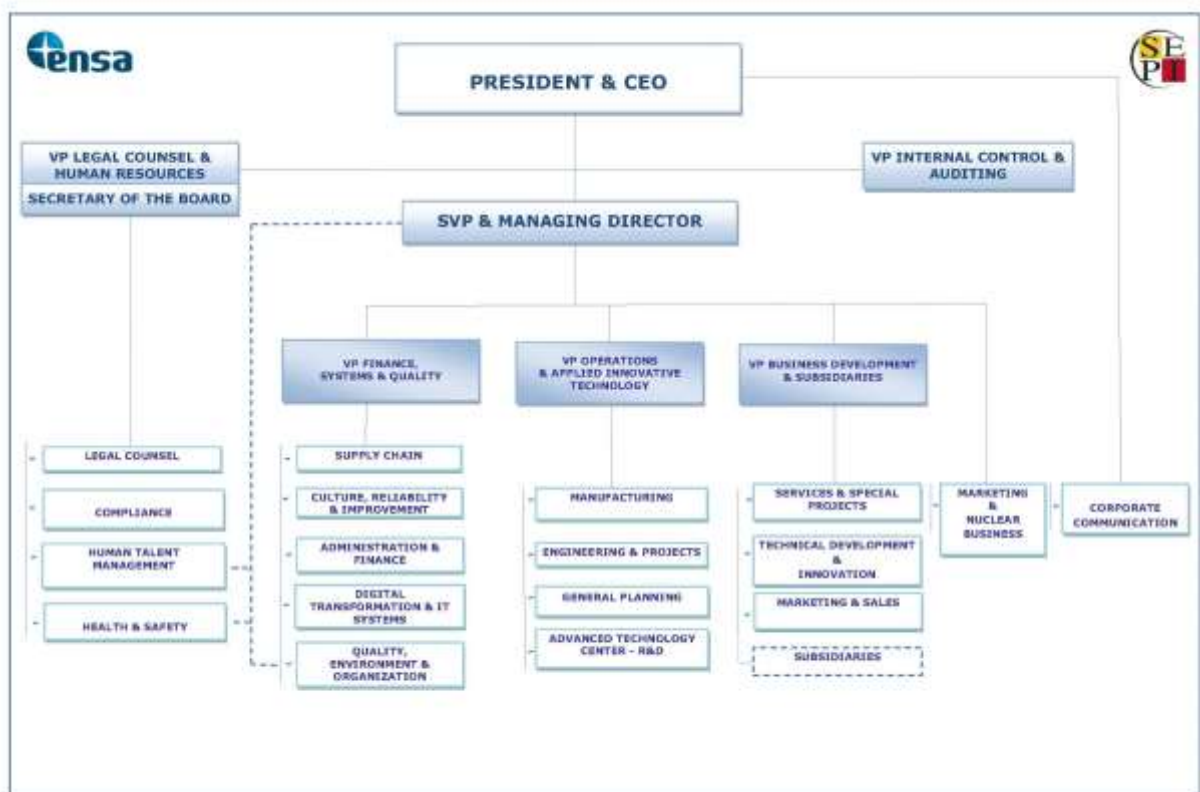 ensa
SE
PI
PRESIDENT & CEO
VP LEGAL COUNSEL &
HUMAN RESOURCES
SECRETARY OF THE BOARD
VP INTERNAL CONTROL &
AUDITING
SVP & MANAGING DIRECTOR
VP FINANCE,
SYSTEMS & QUALITY
VP OPERATIONS
& APPLIED INNOVATIVE
TECHNOLOGY
VP BUSINESS DEVELOPMENT
& SUBSIDIARIES
LEGAL COUNSEL
COMPLIANCE
HUMAN TALENT
MANAGEMENT
HEALTH & SAFETY
SUPPLY CHAIN
CULTURE, RELIABILITY
& IMPROVEMENT
ADMINISTRATION &
FINANCE
DIGITAL
TRANSFORMATION & IT
SYSTEMS
QUALITY,
ENVIRONMENT &
ORGANIZATION
MANUFACTURING
ENGINEERING & PROJECTS
GENERAL PLANNING
ADVANCED TECHNOLOGY
CENTER - R&D
SERVICES & SPECIAL
PROJECTS
TECHNICAL DEVELOPMENT
&
INNOVATION
MARKETING & SALES
SUBSIDIARIES
MARKETING
&
NUCLEAR
BUSINESS
CORPORATE
COMMUNICATION